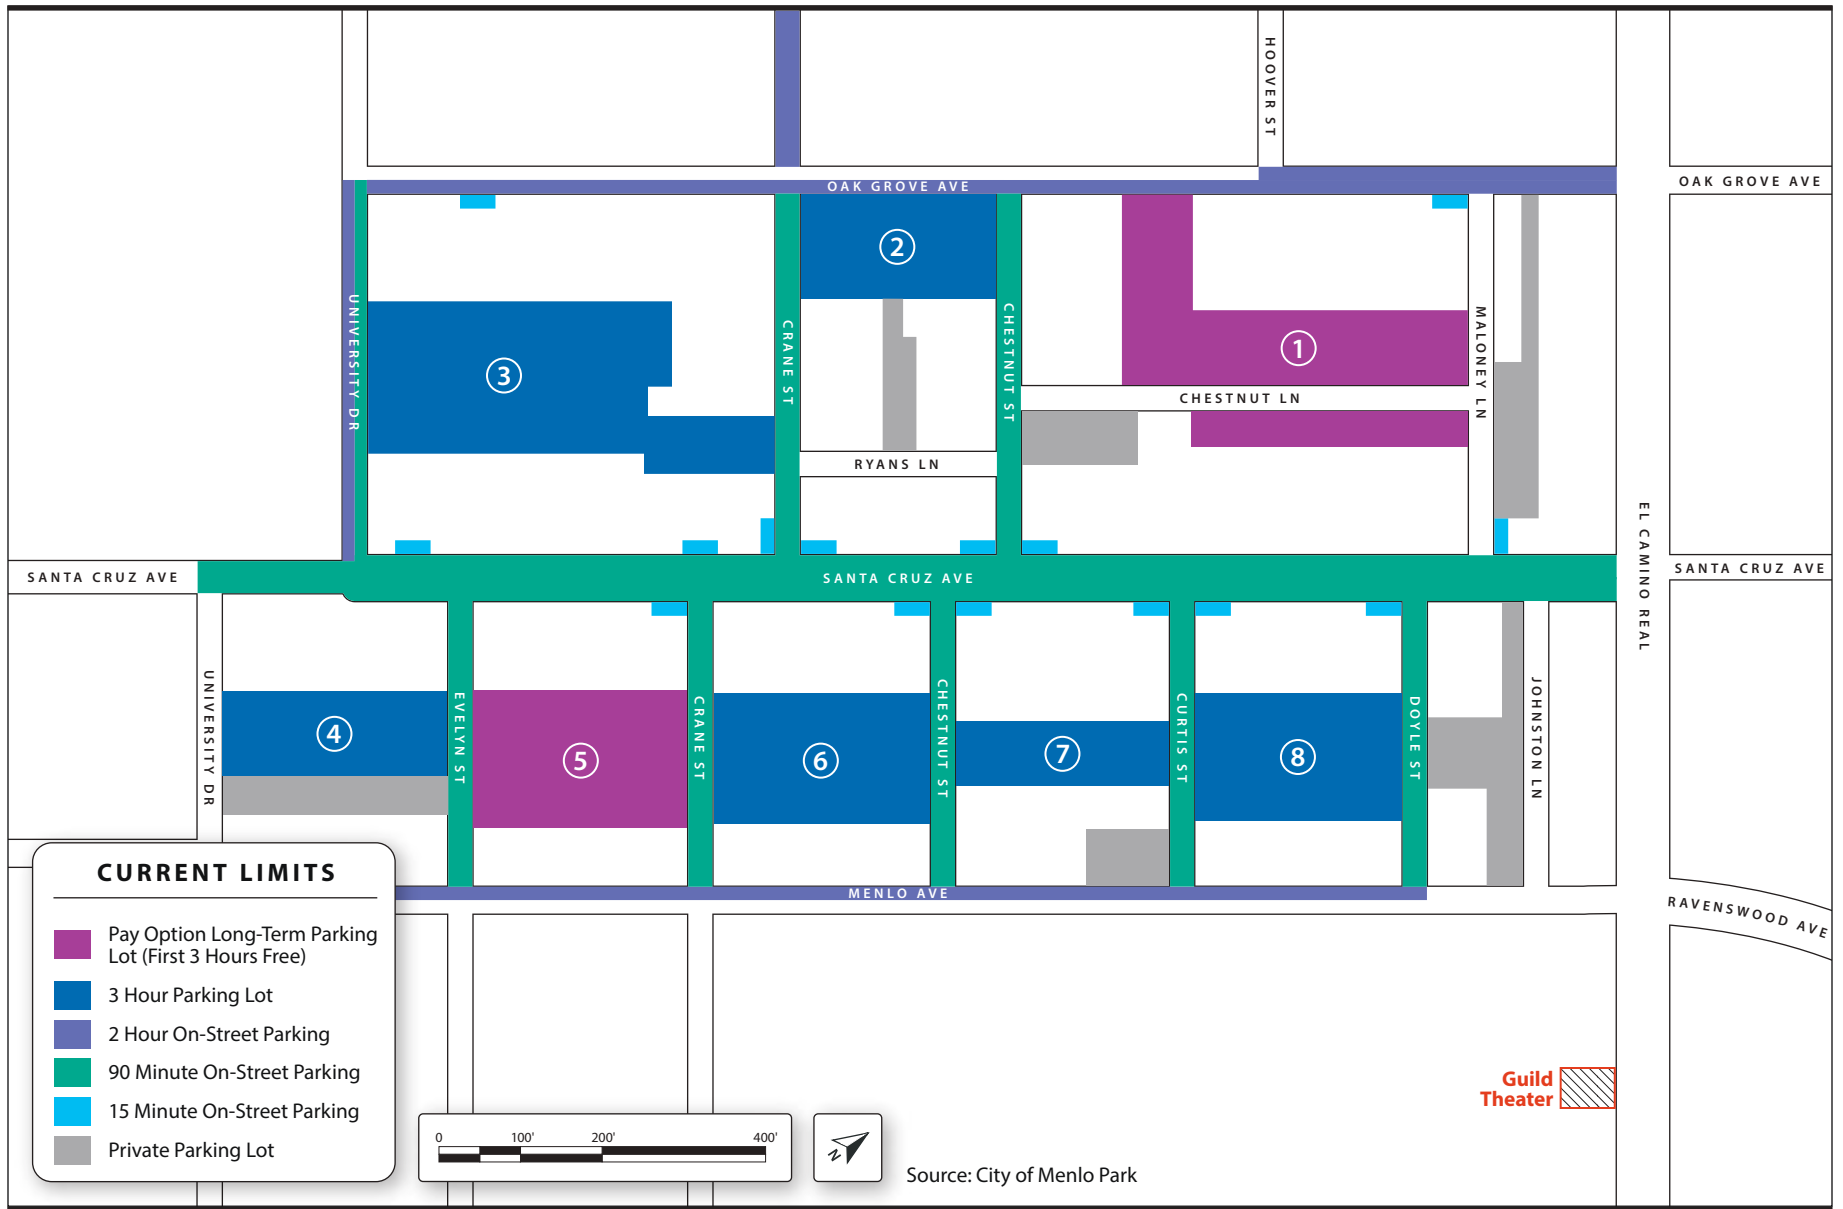 HOOVER ST
OAK GROVE AVE
OAK GROVE AVE
2
UNIVERSITY DR
CRANE ST
CHESTNUT ST
MALONEY LN
1
3
CHESTNUT LN
RYANS LN
EL CAMINO REAL
SANTA CRUZ AVE
SANTA CRUZ AVE
SANTA CRUZ AVE
UNIVERSITY DR
EVELYN ST
CRANE ST
CHESTNUT ST
CURTIS ST
DOYLE ST
JOHNSTON LN
4
5
6
7
8
MENLO AVE
RAVENSWOOD AVE
CURRENT LIMITS
Pay Option Long-Term Parking
Lot (First 3 Hours Free)
3 Hour Parking Lot
2 Hour On-Street Parking
90 Minute On-Street Parking
15 Minute On-Street Parking
Private Parking Lot
Guild
Theater
0 100' 200' 400'
N
Source: City of Menlo Park